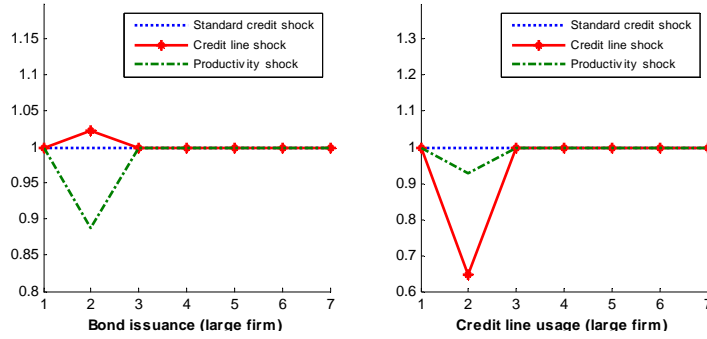 1.15
1.1
1.05
1
0.95
0.9
0.85
0.8
1 2 3 4 5 6 7
Bond issuance (large firm)
Standard credit shock
Credit line shock
Productivity shock
1.3
1.2
1.1
1
0.9
0.8
0.7
0.6
1 2 3 4 5 6 7
Credit line usage (large firm)
Standard credit shock
Credit line shock
Productivity shock